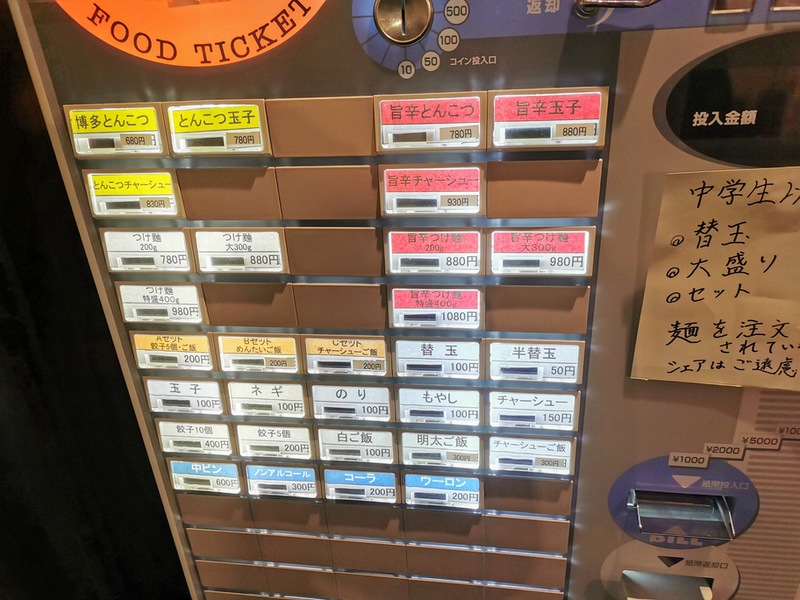 FOOD TICKET
500
100
50
10
コイン投入口
返却
投入金額
博多とんこつ
680円
とんこつ玉子
780円
旨辛とんこつ
780円
旨辛玉子
880円
とんこつチャーシュー
830円
旨辛チャーシュー
930円
つけ麺
200g
780円
つけ麺
大300g
880円
旨辛つけ麺
200g
880円
旨辛つけ麺
大300g
980円
つけ麺
特盛400g
980円
旨辛つけ麺
特盛400g
1080円
Aセット
餃子5個・ご飯
200円
Bセット
めんたいご飯
200円
Cセット
チャーシューご飯
200円
替玉
100円
半替玉
50円
玉子
100円
ネギ
100円
のり
100円
もやし
100円
チャーシュー
150円
餃子10個
400円
餃子5個
200円
白ご飯
100円
明太ご飯
300円
チャーシューご飯
300円
中ビン
600円
ノンアルコール
300円
コーラ
200円
ウーロン
200円
中学生
◎替玉
◎大盛り
◎セット
麺を注文
されてい
シェアはご遠慮
¥1000
¥2000
¥5000
紙幣投入口
BILL
紙幣返却口